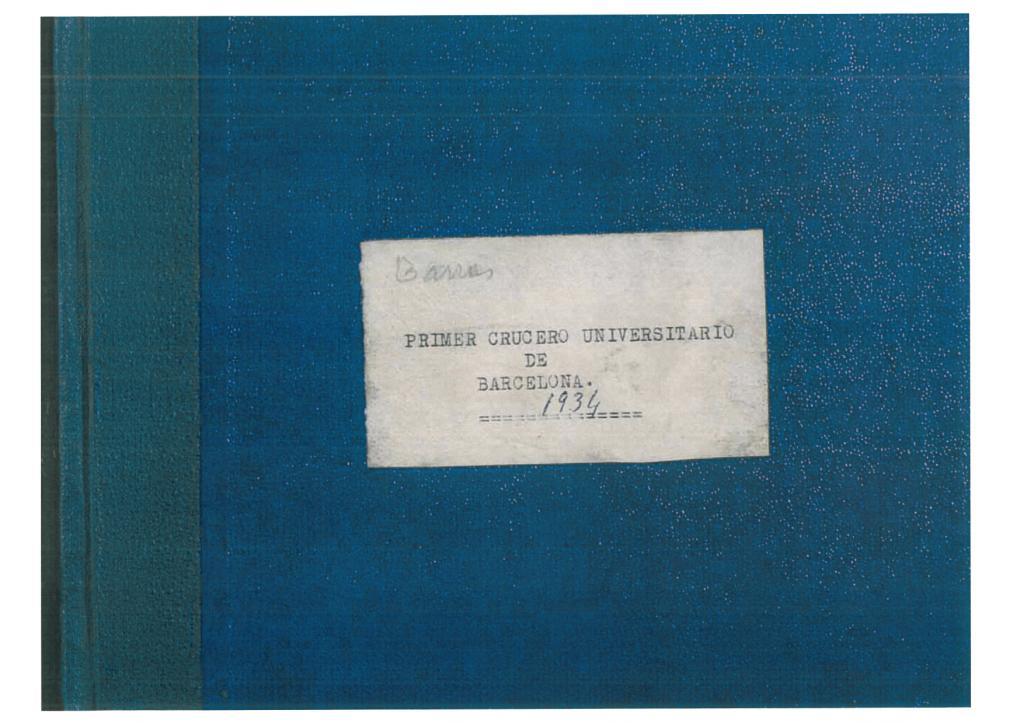 PRIMER CRUCERO UNIVERSITARIO
DE
BARCELONA.
1934